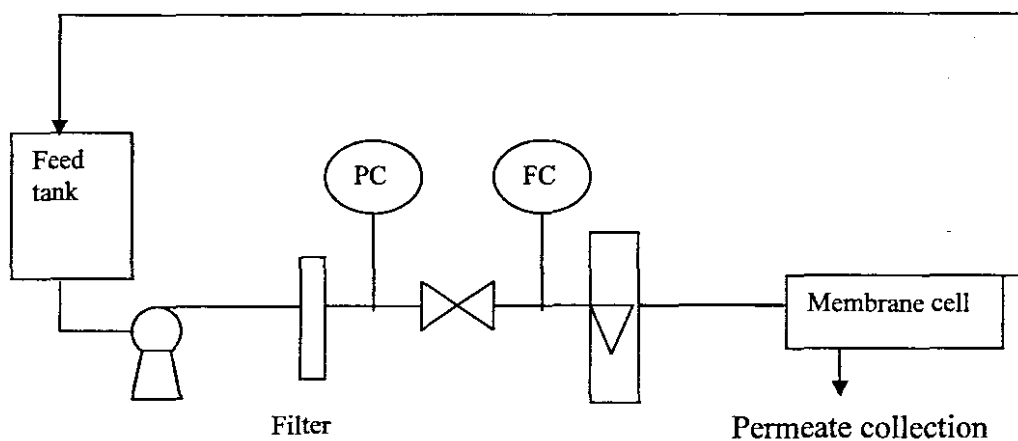 Feed
tank
PC
FC
Membrane cell
Filter
Permeate collection